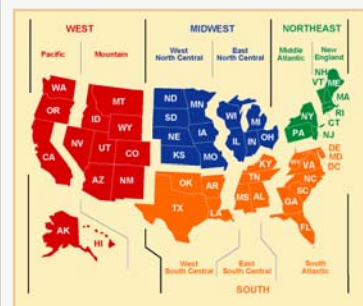 WEST
MIDWEST
NORTHEAST
Pacific
Mountain
West
North Central
East
North Central
Middle
Atlantic
New
England
WA
OR
CA
NV
ID
MT
WY
UT
CO
AZ
NM
AK
HI
ND
SD
NE
KS
MN
IA
MO
WI
IL
MI
IN
OH
NH
VT
ME
MA
RI
CT
NJ
NY
PA
DE
MD
DC
WV
VA
NC
SC
GA
FL
KY
TN
MS
AL
OK
TX
AR
LA
West
South Central
East
South Central
South
Atlantic
SOUTH